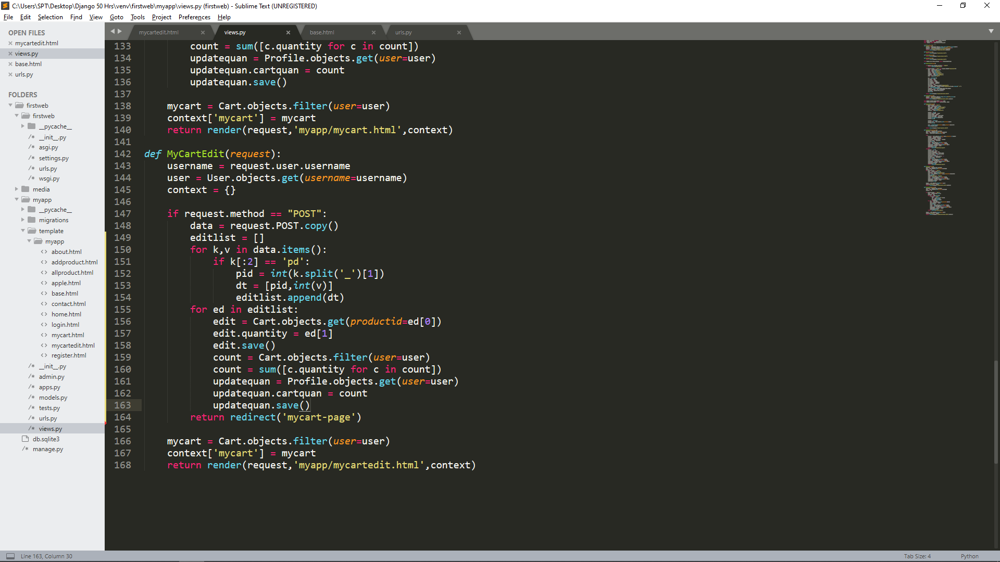 C:\Users\SPT\Desktop\Django 50 Hrs\venv\firstweb\myapp\views.py (firstweb) - Sublime Text (UNREGISTERED)
File Edit Selection Find View Goto Tools Project Preferences Help
OPEN FILES
mycartedit.html
views.py
base.html
urls.py
FOLDERS
firstweb
firstweb
__pycache__
/* __init__.py
/* asgi.py
/* settings.py
/* urls.py
/* wsgi.py
media
myapp
__pycache__
migrations
template
myapp
<> about.html
<> addproduct.html
<> allproduct.html
<> apple.html
<> base.html
<> contact.html
<> home.html
<> login.html
<> mycart.html
<> mycartedit.html
<> register.html
/* __init__.py
/* admin.py
/* apps.py
/* models.py
/* tests.py
/* urls.py
/* views.py
db.sqlite3
/* manage.py
mycartedit.html views.py base.html urls.py
133         count = sum([c.quantity for c in count])
134         updatequan = Profile.objects.get(user=user)
135         updatequan.cartquan = count
136         updatequan.save()
137
138     mycart = Cart.objects.filter(user=user)
139     context['mycart'] = mycart
140     return render(request,'myapp/mycart.html',context)
141
142 def MyCartEdit(request):
143     username = request.user.username
144     user = User.objects.get(username=username)
145     context = {}
146
147     if request.method == "POST":
148         data = request.POST.copy()
149         editlist = []
150         for k,v in data.items():
151             if k[:2] == 'pd':
152                 pid = int(k.split('_')[1])
153                 dt = [pid,int(v)]
154                 editlist.append(dt)
155         for ed in editlist:
156             edit = Cart.objects.get(productid=ed[0])
157             edit.quantity = ed[1]
158             edit.save()
159             count = Cart.objects.filter(user=user)
160             count = sum([c.quantity for c in count])
161             updatequan = Profile.objects.get(user=user)
162             updatequan.cartquan = count
163             updatequan.save()
164         return redirect('mycart-page')
165
166     mycart = Cart.objects.filter(user=user)
167     context['mycart'] = mycart
168     return render(request,'myapp/mycartedit.html',context)
Line 163, Column 30
Tab Size: 4
Python